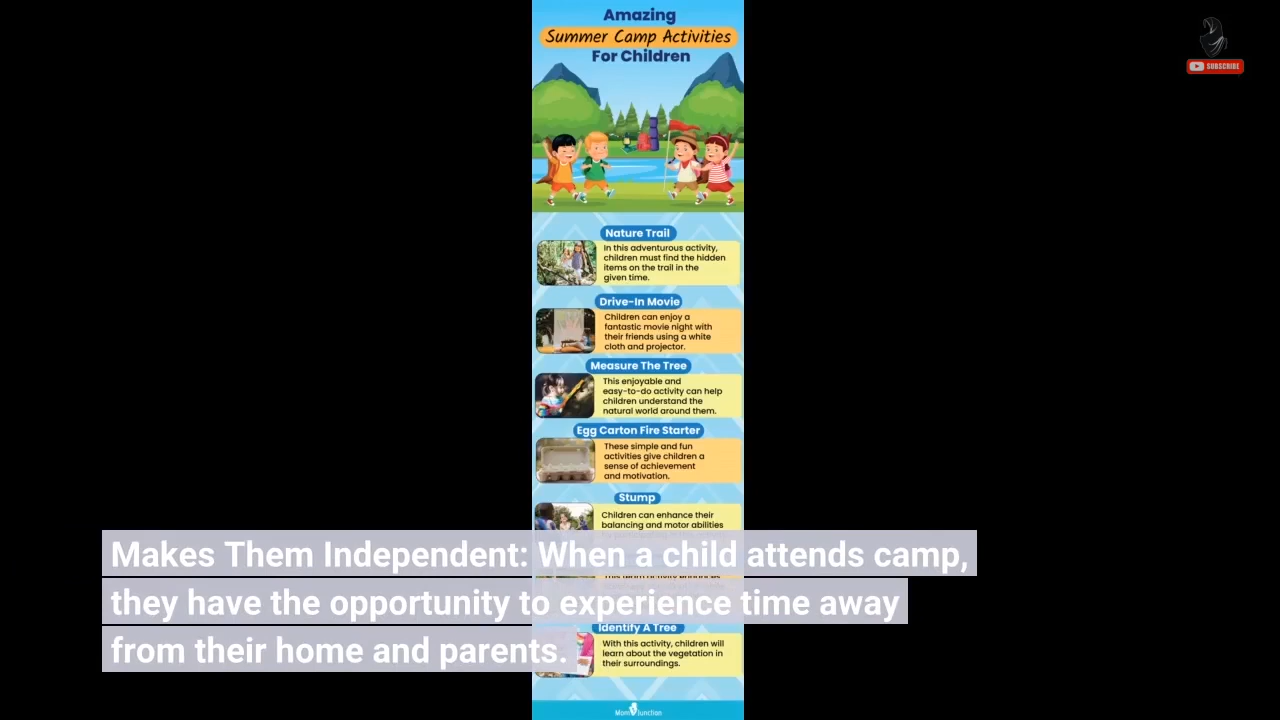 Amazing
Summer Camp Activities
For Children
SUBSCRIBE
Nature Trail
In this adventurous activity,
children must find the hidden
items on the trail in the
given time.
Drive-In Movie
Children can enjoy a
fantastic movie night with
their friends using a white
cloth and projector.
Measure The Tree
This enjoyable and
easy-to-do activity can help
children understand the
natural world around them.
Egg Carton Fire Starter
These simple and fun
activities give children a
sense of achievement
and motivation.
Stump
Children can enhance their
balancing and motor abilities
Makes Them Independent: When a child attends camp,
they have the opportunity to experience time away
from their home and parents.
This team activity enhances
Identify A Tree
With this activity, children will
learn about the vegetation in
their surroundings.
MomJunction